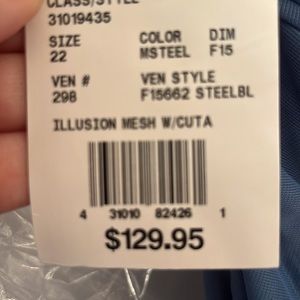 CLASS/STYLE
31019435
SIZE COLOR DIM
22 MSTEEL F15
VEN # VEN STYLE
298 F15662 STEELBL
ILLUSION MESH W/CUTA
4 31010 82426 1
$129.95